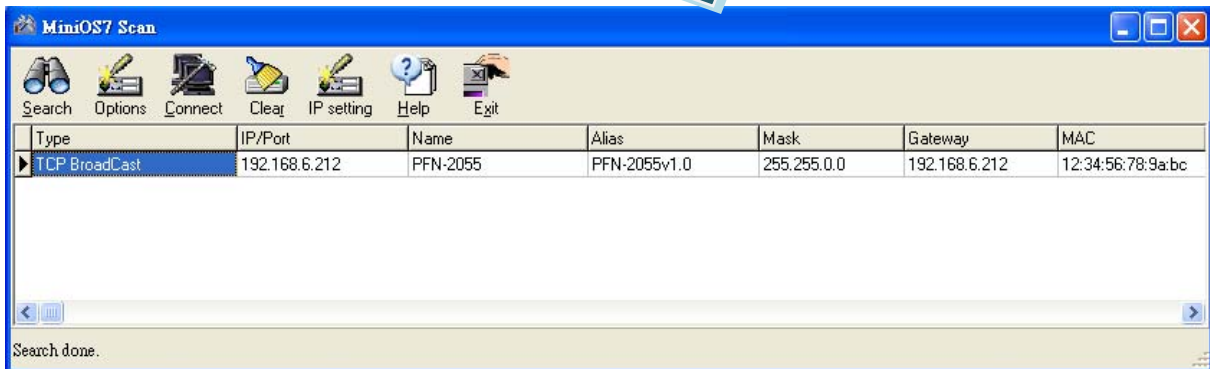 MiniOS7 Scan
Search Options Connect Clear IP setting Help Exit
Type IP/Port Name Alias Mask Gateway MAC
TCP BroadCast 192.168.6.212 PFN-2055 PFN-2055v1.0 255.255.0.0 192.168.6.212 12:34:56:78:9a:bc
Search done.